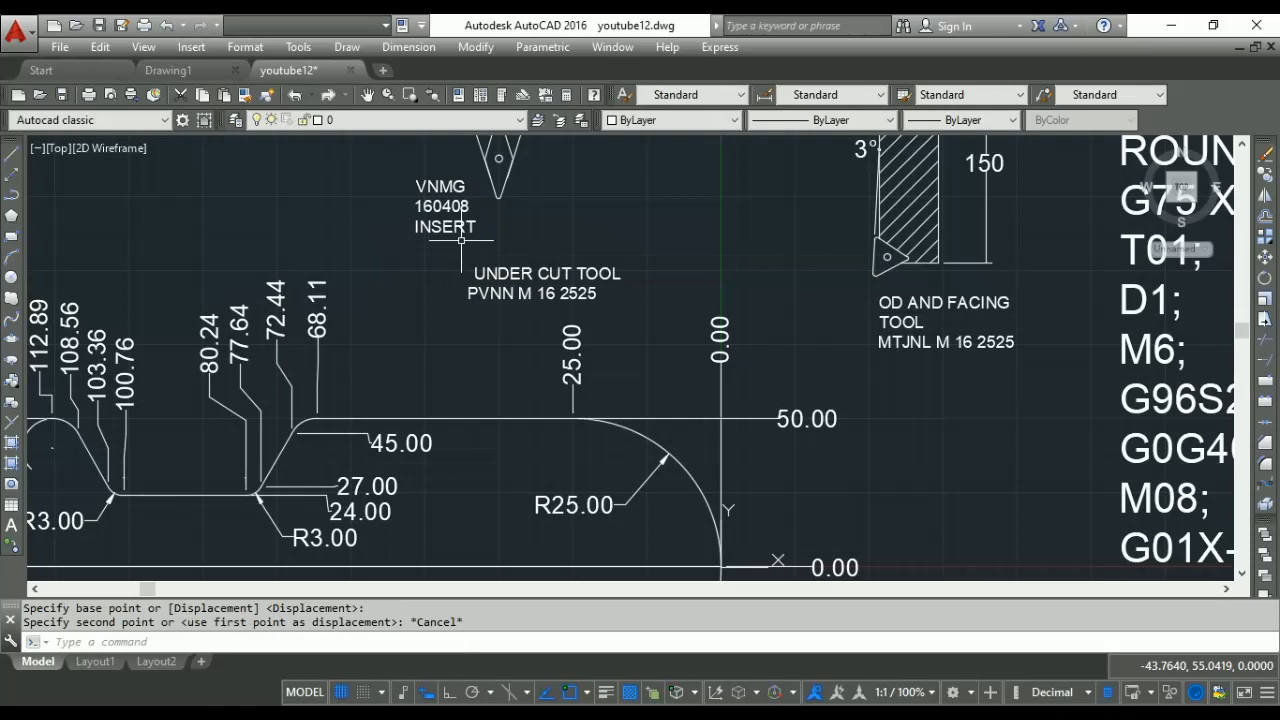 Autodesk AutoCAD 2016 youtube12.dwg
Type a keyword or phrase
Sign In
File Edit View Insert Format Tools Draw Dimension Modify Parametric Window Help Express
Start Drawing1 youtube12*
Standard Standard Standard Standard
Autocad classic
0
ByLayer ByLayer ByLayer ByColor
[−][Top][2D Wireframe]
VNMG
160408
INSERT
UNDER CUT TOOL
PVNN M 16 2525
3°
150
OD AND FACING
TOOL
MTJNL M 16 2525
112.89
108.56
103.36
100.76
80.24
77.64
72.44
68.11
25.00
0.00
50.00
45.00
27.00
24.00
R3.00
R3.00
R25.00
Y
X
0.00
W
S
E
Unnamed
ROUN
G75 X
T01;
D1;
M6;
G96S2
G0G4
M08;
G01X-
Specify base point or [Displacement] <Displacement>:
Specify second point or <use first point as displacement>: *Cancel*
Type a command
Model Layout1 Layout2
-43.7640, 55.0419, 0.0000
MODEL
1:1 / 100%
Decimal